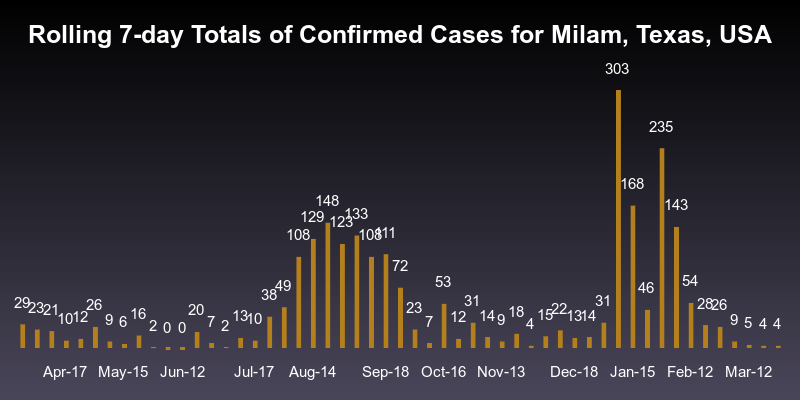 Rolling 7-day Totals of Confirmed Cases for Milam, Texas, USA
29 23 21 10 12 26 9 6 16 2 0 0 20 7 2 13 10 38 49 108 129 148 123 133 108 111 72 23 7 53 12 31 14 9 18 4 15 22 13 14 31 303 168 46 235 143 54 28 26 9 5 4 4
Apr-17 May-15 Jun-12 Jul-17 Aug-14 Sep-18 Oct-16 Nov-13 Dec-18 Jan-15 Feb-12 Mar-12